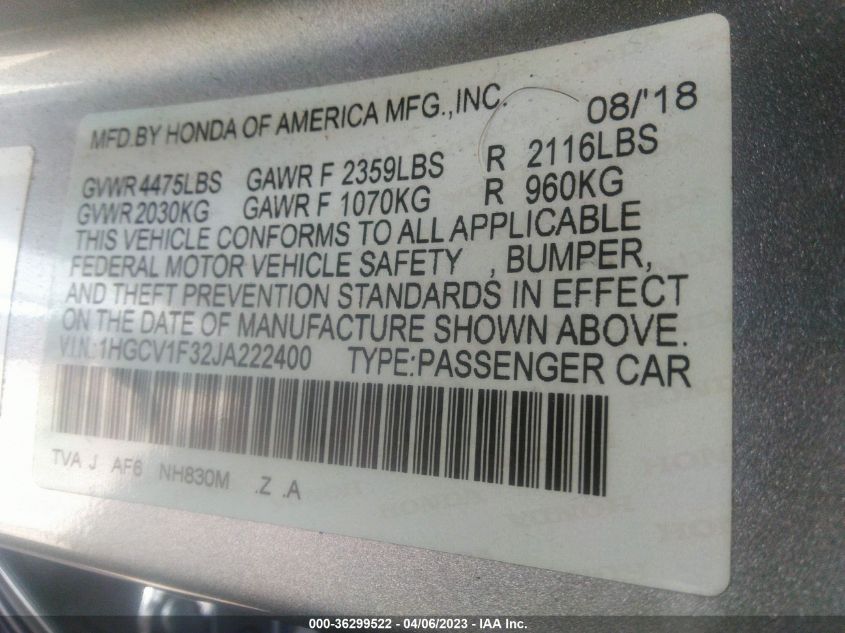 MFD.BY HONDA OF AMERICA MFG.,INC. 08/'18
GVWR 4475LBS GAWR F 2359LBS R 2116LBS
GVWR 2030KG GAWR F 1070KG R 960KG
THIS VEHICLE CONFORMS TO ALL APPLICABLE
FEDERAL MOTOR VEHICLE SAFETY , BUMPER,
AND THEFT PREVENTION STANDARDS IN EFFECT
ON THE DATE OF MANUFACTURE SHOWN ABOVE.
V.I.N.:1HGCV1F32JA222400 TYPE:PASSENGER CAR
TVA J AF6 NH830M .Z .A
HONDA
000-36299522 - 04/06/2023 - IAA Inc.